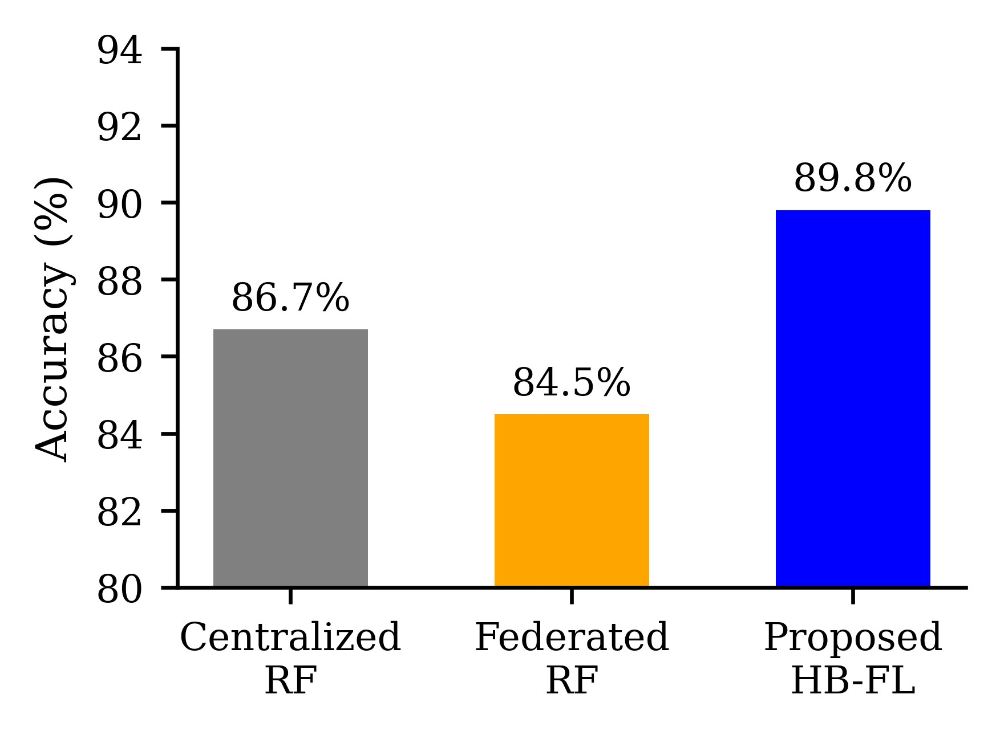 94
92
90
88
86
84
82
80
Accuracy (%)
86.7%
84.5%
89.8%
Centralized
RF
Federated
RF
Proposed
HB-FL